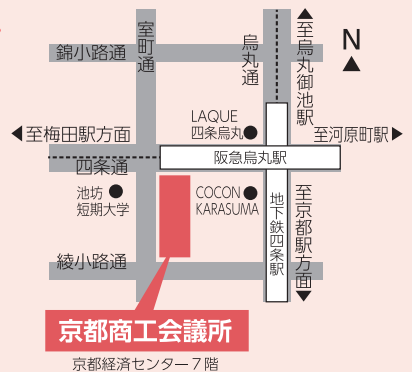 室町通
烏丸通
至烏丸御池駅
N
錦小路通
LAQUE
四条烏丸
至梅田駅方面
至河原町駅
阪急烏丸駅
四条通
池坊
短期大学
COCON
KARASUMA
地下鉄四条駅
至京都駅方面
綾小路通
京都商工会議所
京都経済センター7階